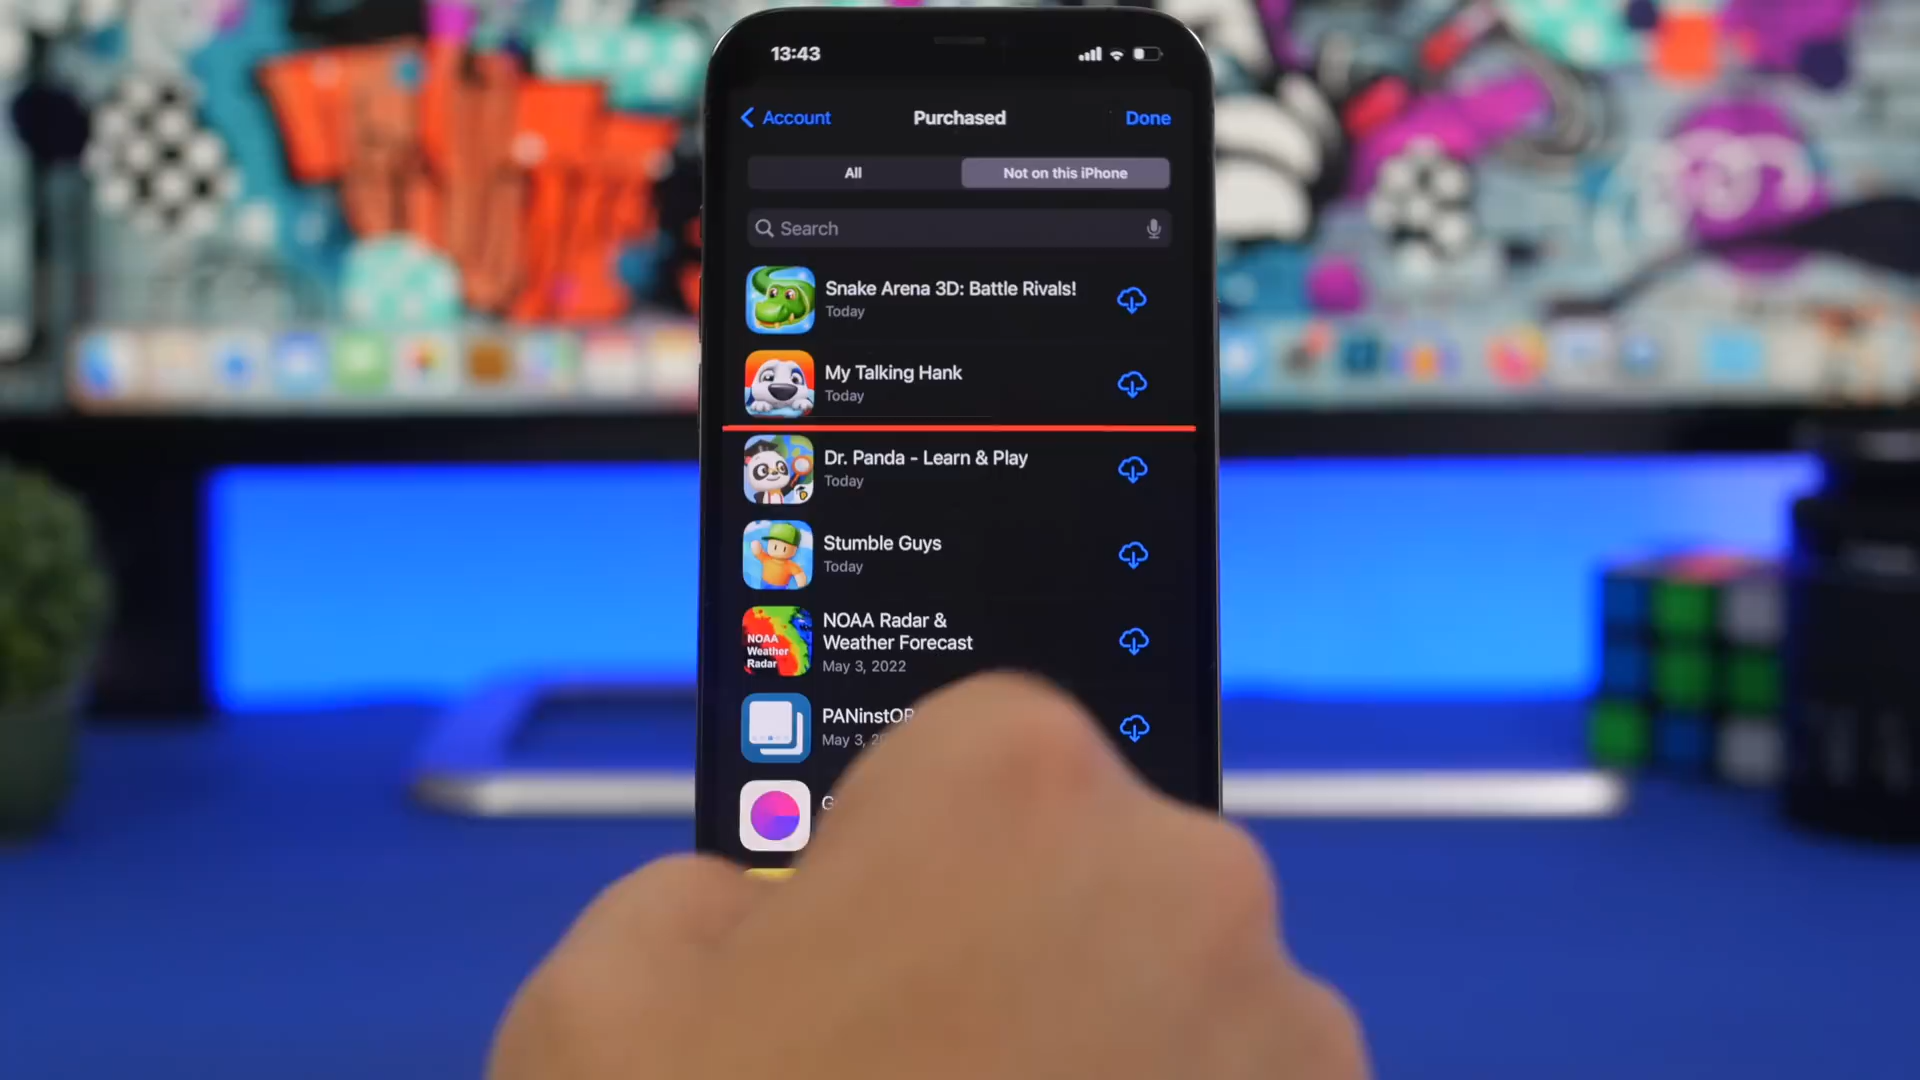 13:43
Account
Purchased
Done
All
Not on this iPhone
Search
Snake Arena 3D: Battle Rivals!
Today
My Talking Hank
Today
Dr. Panda - Learn & Play
Today
Stumble Guys
Today
NOAA
Weather
Radar
NOAA Radar &
Weather Forecast
May 3, 2022
May 3,